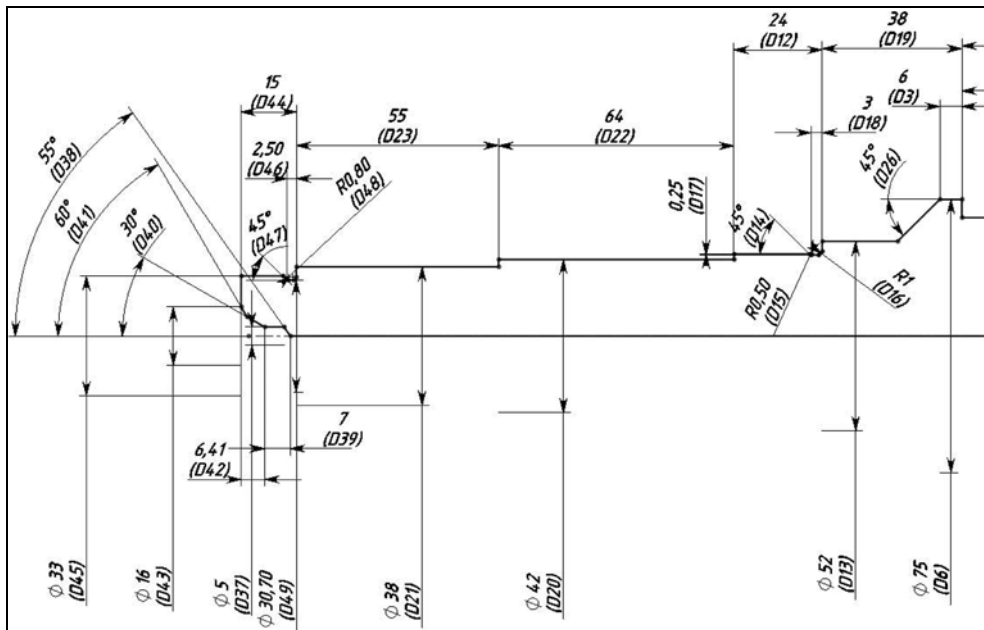 24
(D12)
38
(D19)
15
(D44)
6
(D3)
55
(D23)
64
(D22)
3
(D18)
2,50
(D46)
R0,80
(D48)
55°
(D38)
60°
(D41)
30°
(D40)
45°
(D47)
0,25
(D17)
45°
(D14)
45°
(D26)
R0,50
(D15)
R1
(D16)
7
(D39)
6,41
(D42)
⌀33
(D45)
⌀16
(D43)
⌀5
(D37)
⌀30,70
(D49)
⌀38
(D21)
⌀42
(D20)
⌀52
(D13)
⌀75
(D6)